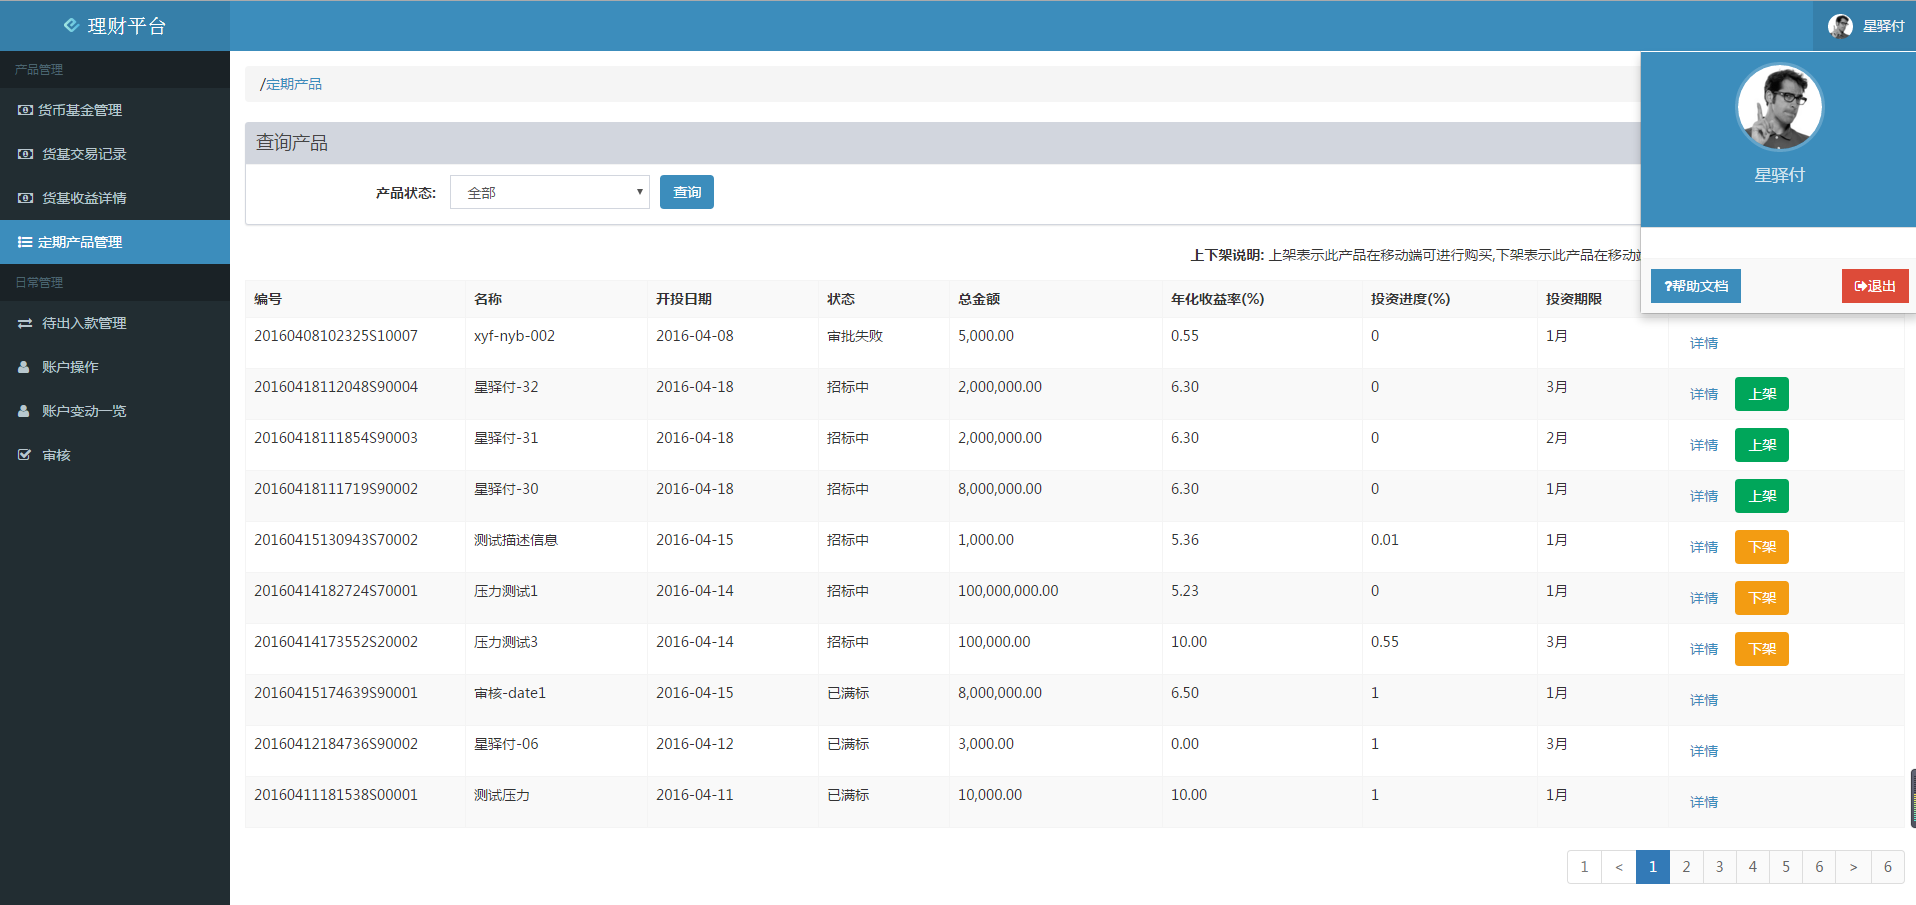 理财平台
星驿付
产品管理
货币基金管理
货基交易记录
货基收益详情
定期产品管理
日常管理
待出入款管理
账户操作
账户变动一览
审核
/定期产品
查询产品
产品状态: 全部 查询
星驿付
?帮助文档 退出
上下架说明: 上架表示此产品在移动端可进行购买,下架表示此产品在移动
编号 名称 开投日期 状态 总金额 年化收益率(%) 投资进度(%) 投资期限
20160408102325S10007 xyf-nyb-002 2016-04-08 审批失败 5,000.00 0.55 0 1月 详情
20160418112048S90004 星驿付-32 2016-04-18 招标中 2,000,000.00 6.30 0 3月 详情 上架
20160418111854S90003 星驿付-31 2016-04-18 招标中 2,000,000.00 6.30 0 2月 详情 上架
20160418111719S90002 星驿付-30 2016-04-18 招标中 8,000,000.00 6.30 0 1月 详情 上架
20160415130943S70002 测试描述信息 2016-04-15 招标中 1,000.00 5.36 0.01 1月 详情 下架
20160414182724S70001 压力测试1 2016-04-14 招标中 100,000,000.00 5.23 0 1月 详情 下架
20160414173552S20002 压力测试3 2016-04-14 招标中 100,000.00 10.00 0.55 3月 详情 下架
20160415174639S90001 审核-date1 2016-04-15 已满标 8,000,000.00 6.50 1 1月 详情
20160412184736S90002 星驿付-06 2016-04-12 已满标 3,000.00 0.00 1 3月 详情
20160411181538S00001 测试压力 2016-04-11 已满标 10,000.00 10.00 1 1月 详情
1 < 1 2 3 4 5 6 > 6